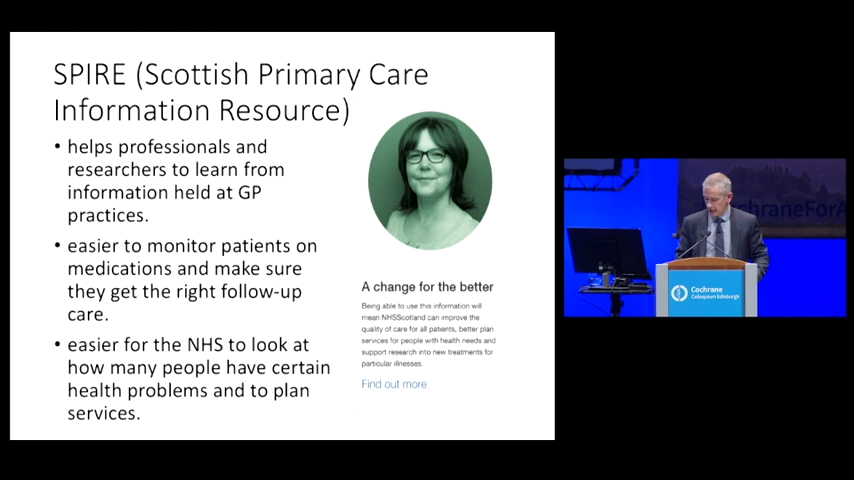 SPIRE (Scottish Primary Care
Information Resource)
• helps professionals and
researchers to learn from
information held at GP
practices.
• easier to monitor patients on
medications and make sure
they get the right follow-up
care.
• easier for the NHS to look at
how many people have certain
health problems and to plan
services.
A change for the better
Being able to use this information will
mean NHSScotland can improve the
quality of care for all patients, better plan
services for people with health needs and
support research into new treatments for
particular illnesses.
Find out more
chraneForA
Cochrane
Colloquium Edinburgh